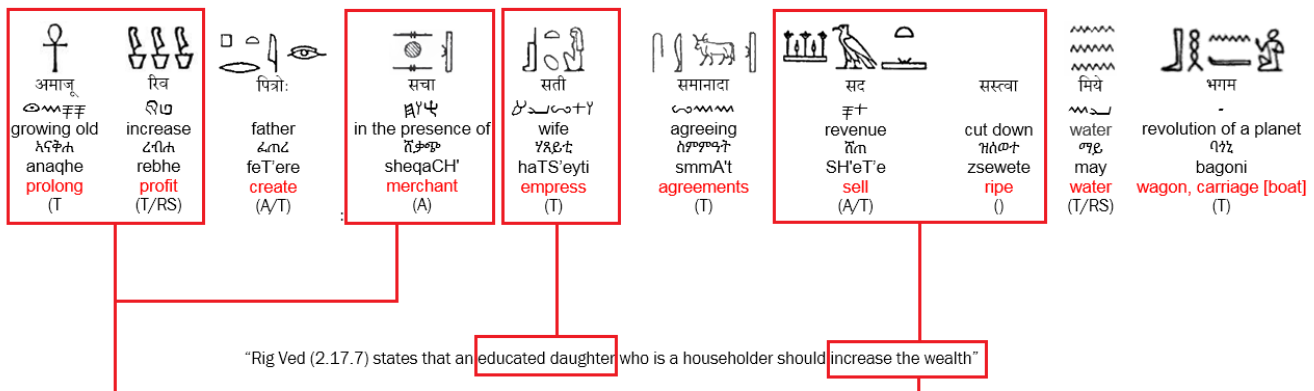 अमाजू रिव पित्रोः सचा सती समानादा सद सस्त्वा मिये भगम
growing old increase father in the presence of wife agreeing revenue cut down water revolution of a planet
ኣናቅሐ ረብሐ ፈጠረ ሸቃጭ ሃጸይቲ ስምምዓት ሸጠ ዝሰወተ ማይ ባጎኒ
anaqhe rebhe feT'ere sheqaCH' haTS'eyti smmA't SH'eT'e zsewete may bagoni
prolong profit create merchant empress agreements sell ripe water wagon, carriage [boat]
(T (T/RS) (A/T) : (A) (T) (T) (A/T) () (T/RS) (T)
“Rig Ved (2.17.7) states that an educated daughter who is a householder should increase the wealth”